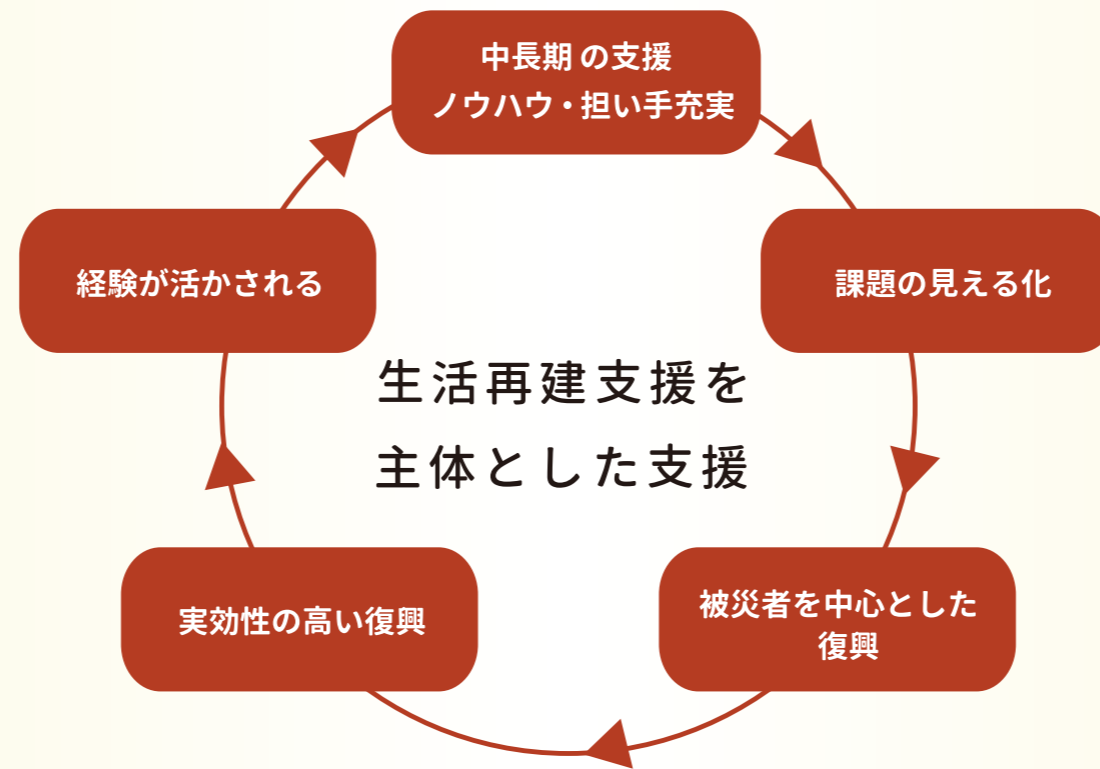 中長期の支援
ノウハウ・担い手充実
課題の見える化
被災者を中心とした
復興
実効性の高い復興
経験が活かされる
生活再建支援を
主体とした支援